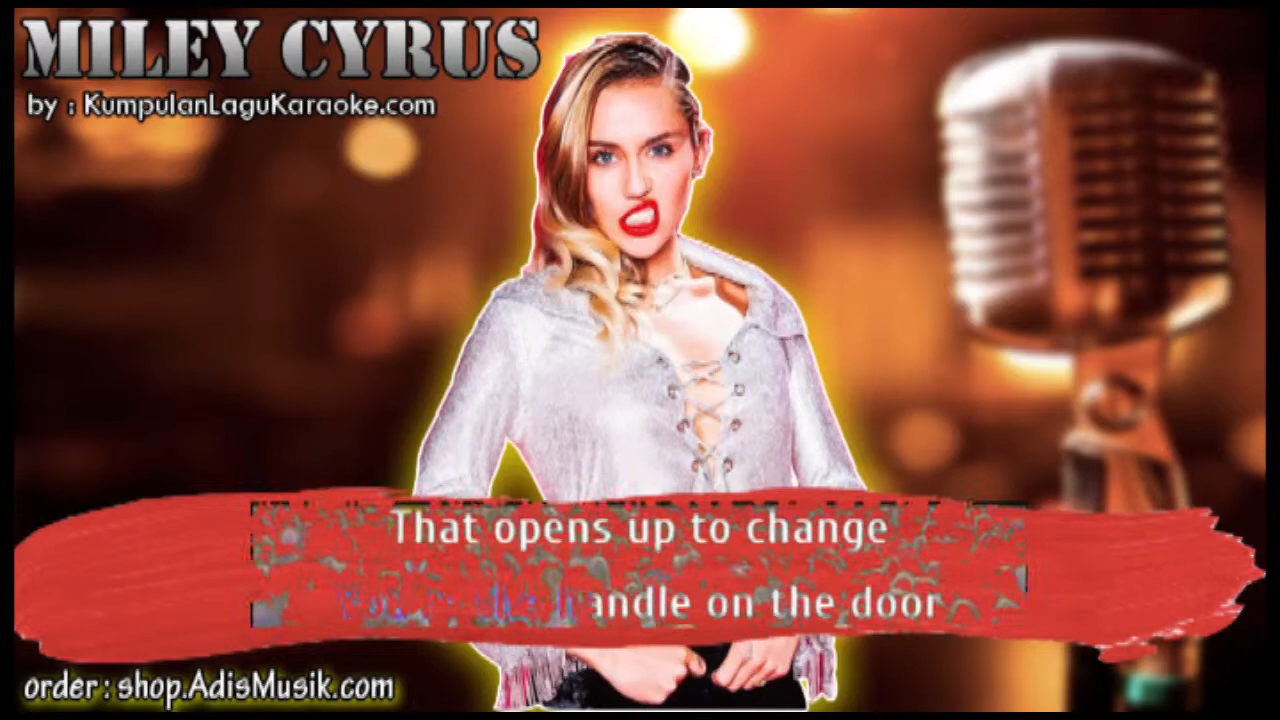 MILEY CYRUS
by : KumpulanLaguKaraoke.com
That opens up to change
andle on the door
order : shop.AdisMusik.com